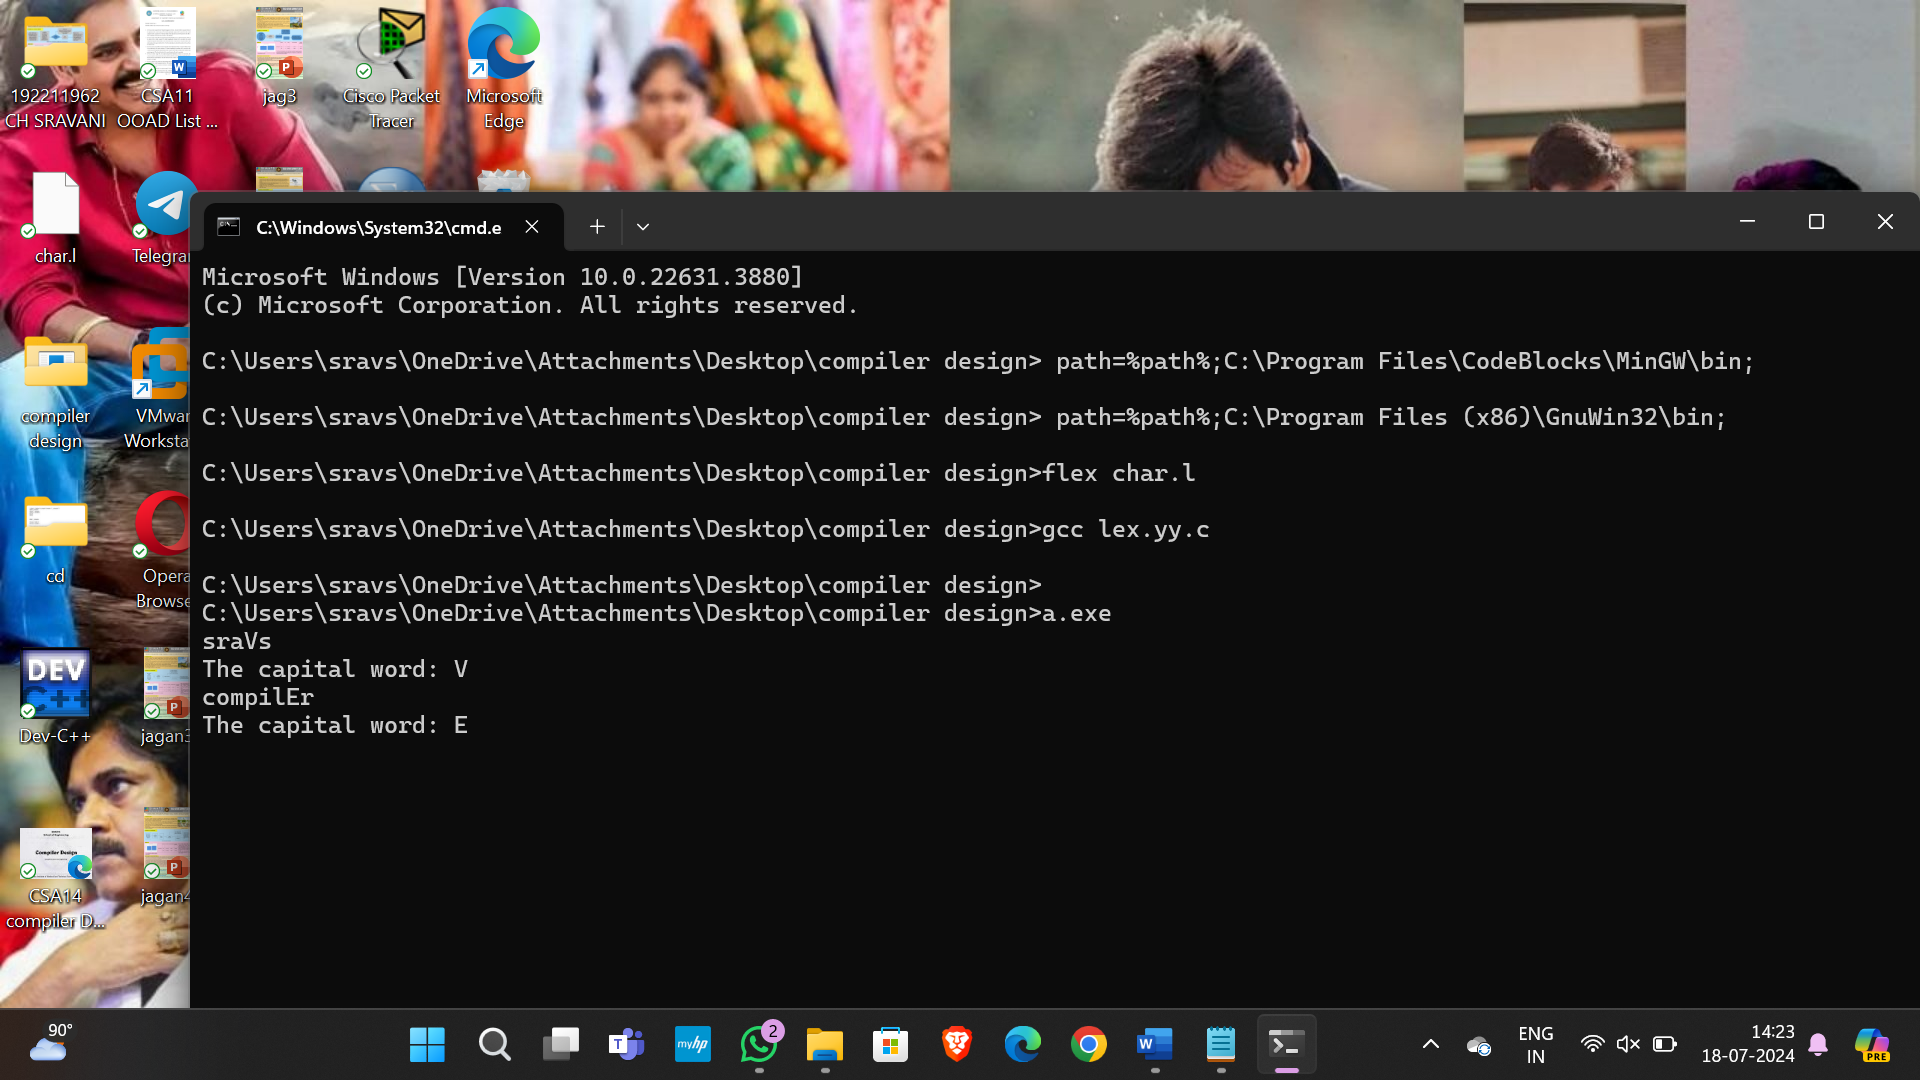 192211962
CH SRAVANI
CSA11
OOAD List ...
jag3
Cisco Packet
Tracer
Microsoft
Edge
char.l
Telegra
compiler
design
VMwar
Worksta
cd
Opera
Browse
DEV
C++
Dev-C++
jagan3
Compiler Design
CSA14
compiler D...
jagan4
C:\Windows\System32\cmd.e
Microsoft Windows [Version 10.0.22631.3880]
(c) Microsoft Corporation. All rights reserved.
C:\Users\sravs\OneDrive\Attachments\Desktop\compiler design> path=%path%;C:\Program Files\CodeBlocks\MinGW\bin;
C:\Users\sravs\OneDrive\Attachments\Desktop\compiler design> path=%path%;C:\Program Files (x86)\GnuWin32\bin;
C:\Users\sravs\OneDrive\Attachments\Desktop\compiler design>flex char.l
C:\Users\sravs\OneDrive\Attachments\Desktop\compiler design>gcc lex.yy.c
C:\Users\sravs\OneDrive\Attachments\Desktop\compiler design>
C:\Users\sravs\OneDrive\Attachments\Desktop\compiler design>a.exe
sraVs
The capital word: V
compilEr
The capital word: E
90°
myhp
2
ENG
IN
14:23
18-07-2024
PRE